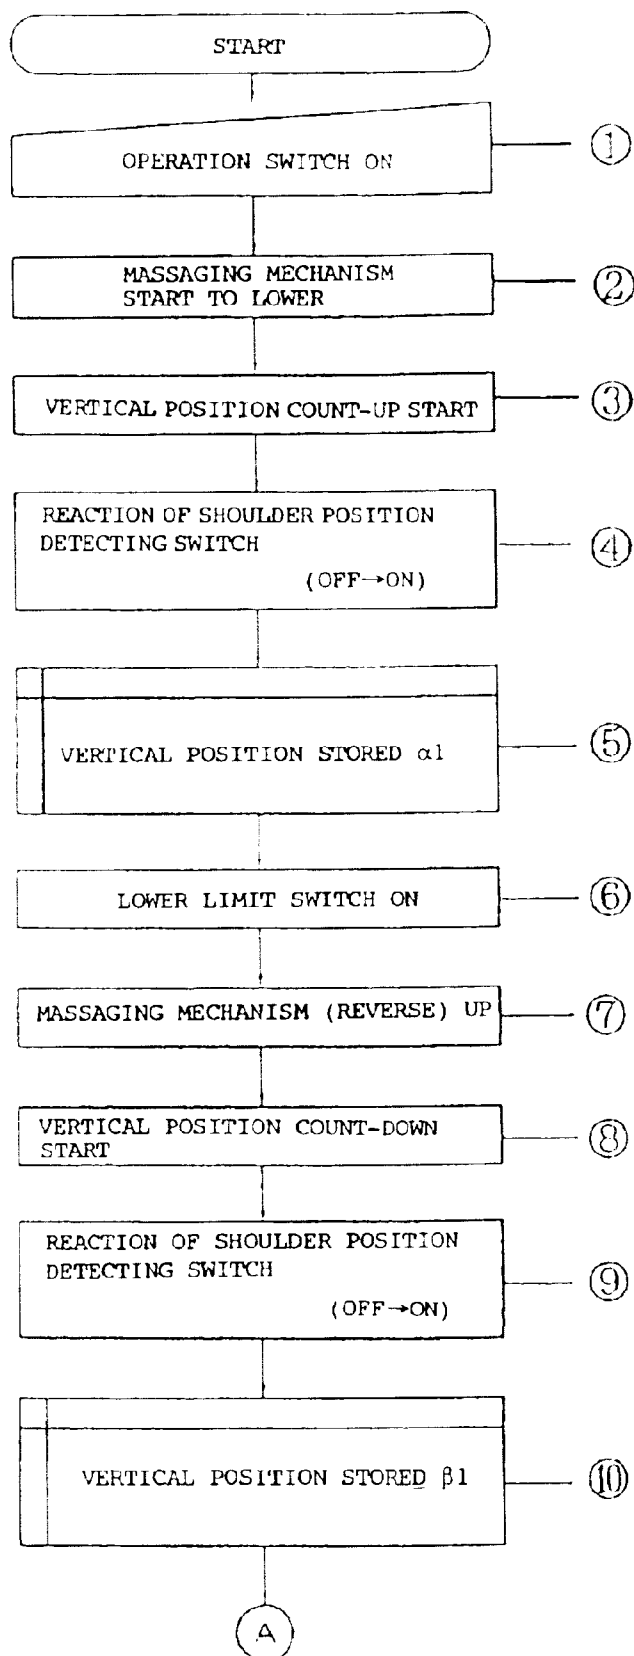 START
OPERATION SWITCH ON
①
MASSAGING MECHANISM
START TO LOWER
②
VERTICAL POSITION COUNT-UP START
③
REACTION OF SHOULDER POSITION
DETECTING SWITCH
(OFF→ON)
④
VERTICAL POSITION STORED α1
⑤
LOWER LIMIT SWITCH ON
⑥
MASSAGING MECHANISM (REVERSE) UP
⑦
VERTICAL POSITION COUNT-DOWN
START
⑧
REACTION OF SHOULDER POSITION
DETECTING SWITCH
(OFF→ON)
⑨
VERTICAL POSITION STORED β1
⑩
A